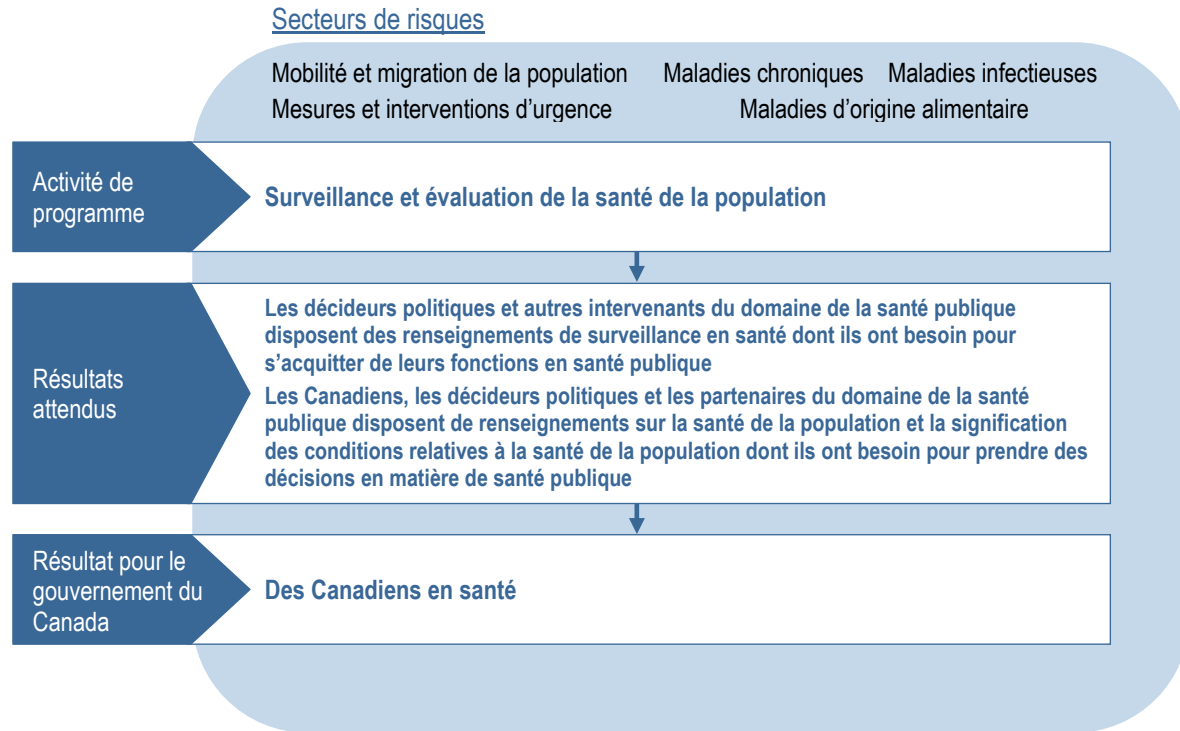 Secteurs de risques
Mobilité et migration de la population Maladies chroniques Maladies infectieuses
Mesures et interventions d’urgence Maladies d’origine alimentaire
Activité de
programme
Surveillance et évaluation de la santé de la population
Résultats
attendus
Les décideurs politiques et autres intervenants du domaine de la santé publique
disposent des renseignements de surveillance en santé dont ils ont besoin pour
s’acquitter de leurs fonctions en santé publique
Les Canadiens, les décideurs politiques et les partenaires du domaine de la santé
publique disposent de renseignements sur la santé de la population et la signification
des conditions relatives à la santé de la population dont ils ont besoin pour prendre des
décisions en matière de santé publique
Résultat pour le
gouvernement du
Canada
Des Canadiens en santé